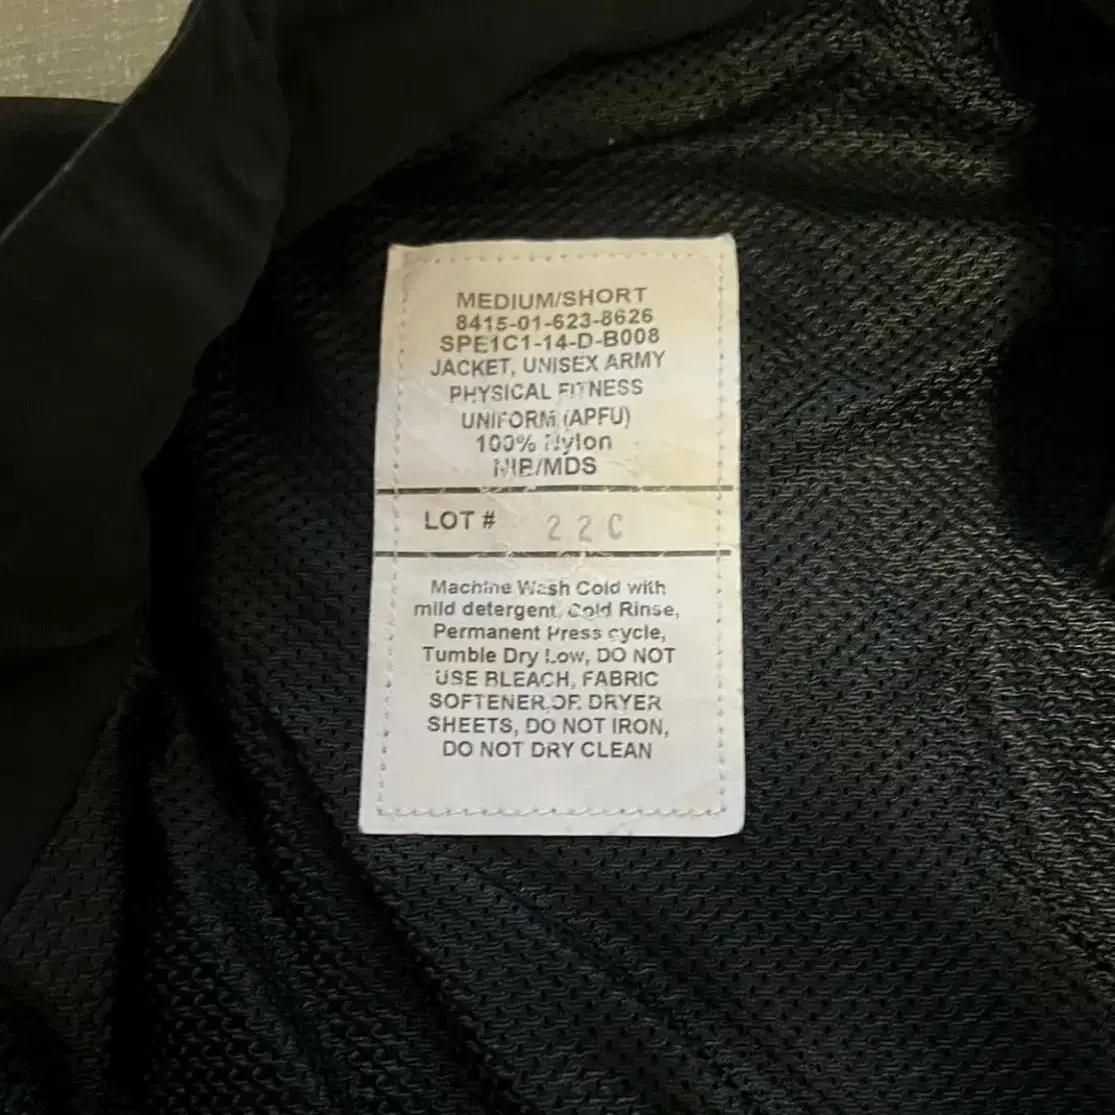 MEDIUM/SHORT
8415-01-623-8626
SPE1C1-14-D-B008
JACKET, UNISEX ARMY
PHYSICAL FITNESS
UNIFORM (APFU)
100% Nylon
NIB/MDS
LOT # 22C
Machine Wash Cold with
mild detergent, Cold Rinse,
Permanent Press cycle,
Tumble Dry Low, DO NOT
USE BLEACH, FABRIC
SOFTENER OR DRYER
SHEETS, DO NOT IRON,
DO NOT DRY CLEAN